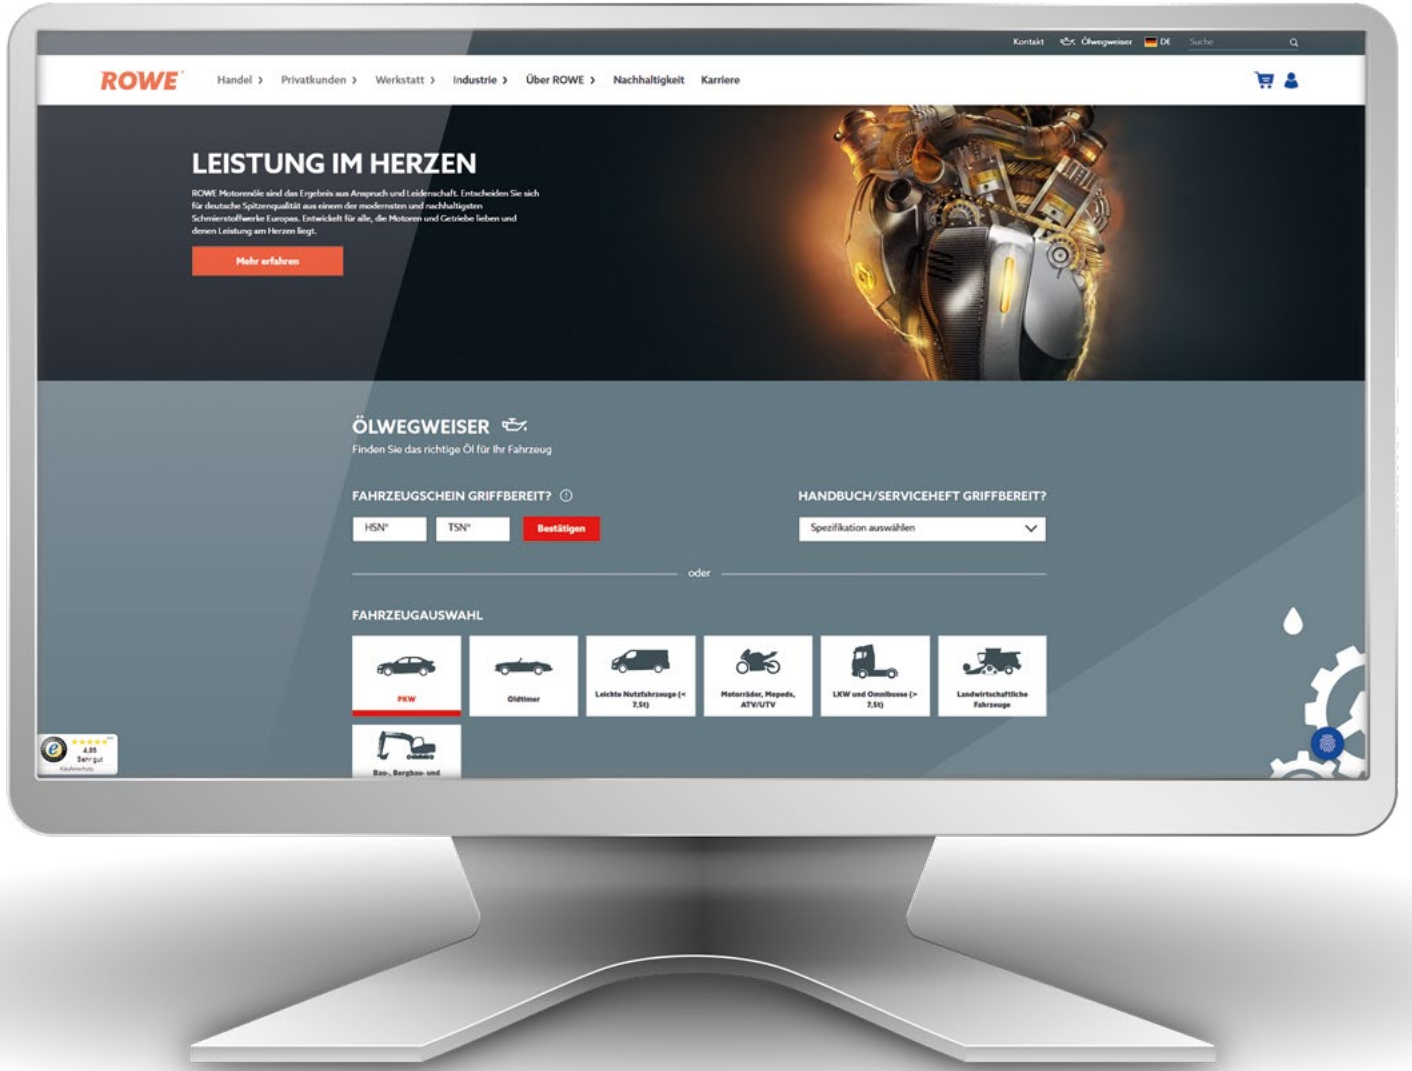 Kontakt Ölwegweiser DE Suche
ROWE Handel Privatkunden Werkstatt Industrie Über ROWE Nachhaltigkeit Karriere
LEISTUNG IM HERZEN
ROWE Motorenöle sind das Ergebnis aus Anspruch und Leidenschaft. Entscheiden Sie sich
für deutsche Spitzenqualität aus einem der modernsten und nachhaltigsten
Schmierstoffwerke Europas. Entwickelt für alle, die Motoren und Getriebe lieben und
denen Leistung am Herzen liegt.
Mehr erfahren
ÖLWEGWEISER
Finden Sie das richtige Öl für Ihr Fahrzeug
FAHRZEUGSCHEIN GRIFFBEREIT?
HSN* TSN* Bestätigen
HANDBUCH/SERVICEHEFT GRIFFBEREIT?
Spezifikation auswählen
oder
FAHRZEUGAUSWAHL
PKW
Oldtimer
Leichte Nutzfahrzeuge (<
7,5t)
Motorräder, Mopeds,
ATV/UTV
LKW und Omnibusse (>
7,5t)
Landwirtschaftliche
Fahrzeuge
Bau-, Bergbau- und
4,85
Sehr gut
Käuferschutz